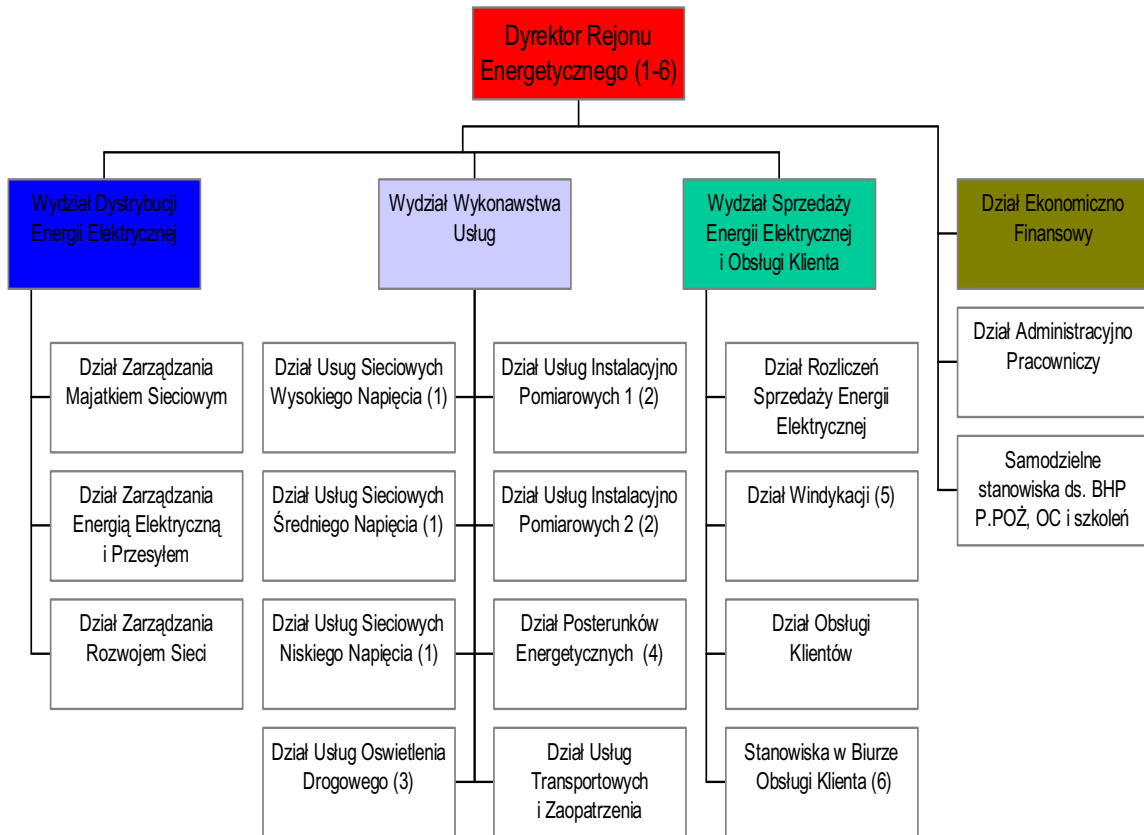 Dyrektor Rejonu
Energetycznego (1-6)
Wydział Dystrybucji
Energii Elektrycznej
Wydział Wykonawstwa
Usług
Wydział Sprzedaży
Energii Elektrycznej
i Obsługi Klienta
Dział Ekonomiczno
Finansowy
Dział Zarządzania
Majatkiem Sieciowym
Dział Zarządzania
Energią Elektryczną
i Przesyłem
Dział Zarządzania
Rozwojem Sieci
Dział Usug Sieciowych
Wysokiego Napięcia (1)
Dział Usług Sieciowych
Średniego Napięcia (1)
Dział Usług Sieciowych
Niskiego Napięcia (1)
Dział Usług Oswietlenia
Drogowego (3)
Dział Usług Instalacyjno
Pomiarowych 1 (2)
Dział Usług Instalacyjno
Pomiarowych 2 (2)
Dział Posterunków
Energetycznych (4)
Dział Usług
Transportowych
i Zaopatrzenia
Dział Rozliczeń
Sprzedaży Energii
Elektrycznej
Dział Windykacji (5)
Dział Obsługi
Klientów
Stanowiska w Biurze
Obsługi Klienta (6)
Dział Administracyjno
Pracowniczy
Samodzielne
stanowiska ds. BHP
P.POŻ, OC i szkoleń